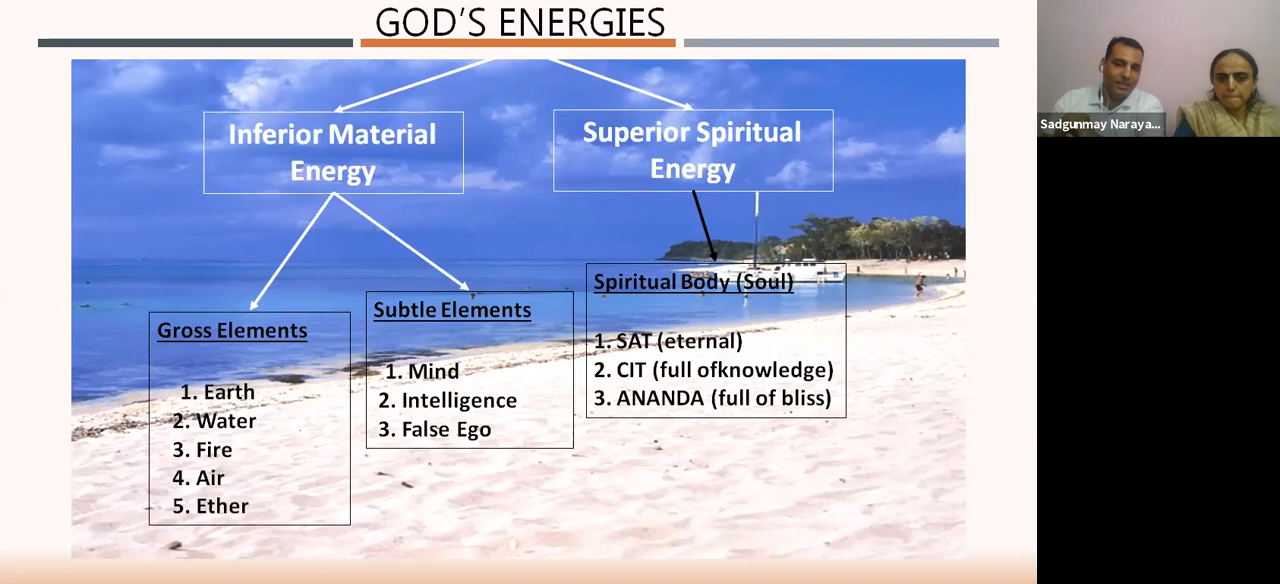 GOD'S ENERGIES
Inferior Material
Energy
Superior Spiritual
Energy
Gross Elements
1. Earth
2. Water
3. Fire
4. Air
5. Ether
Subtle Elements
1. Mind
2. Intelligence
3. False Ego
Spiritual Body (Soul)
1. SAT (eternal)
2. CIT (full ofknowledge)
3. ANANDA (full of bliss)
Sadgunmay Naraya...